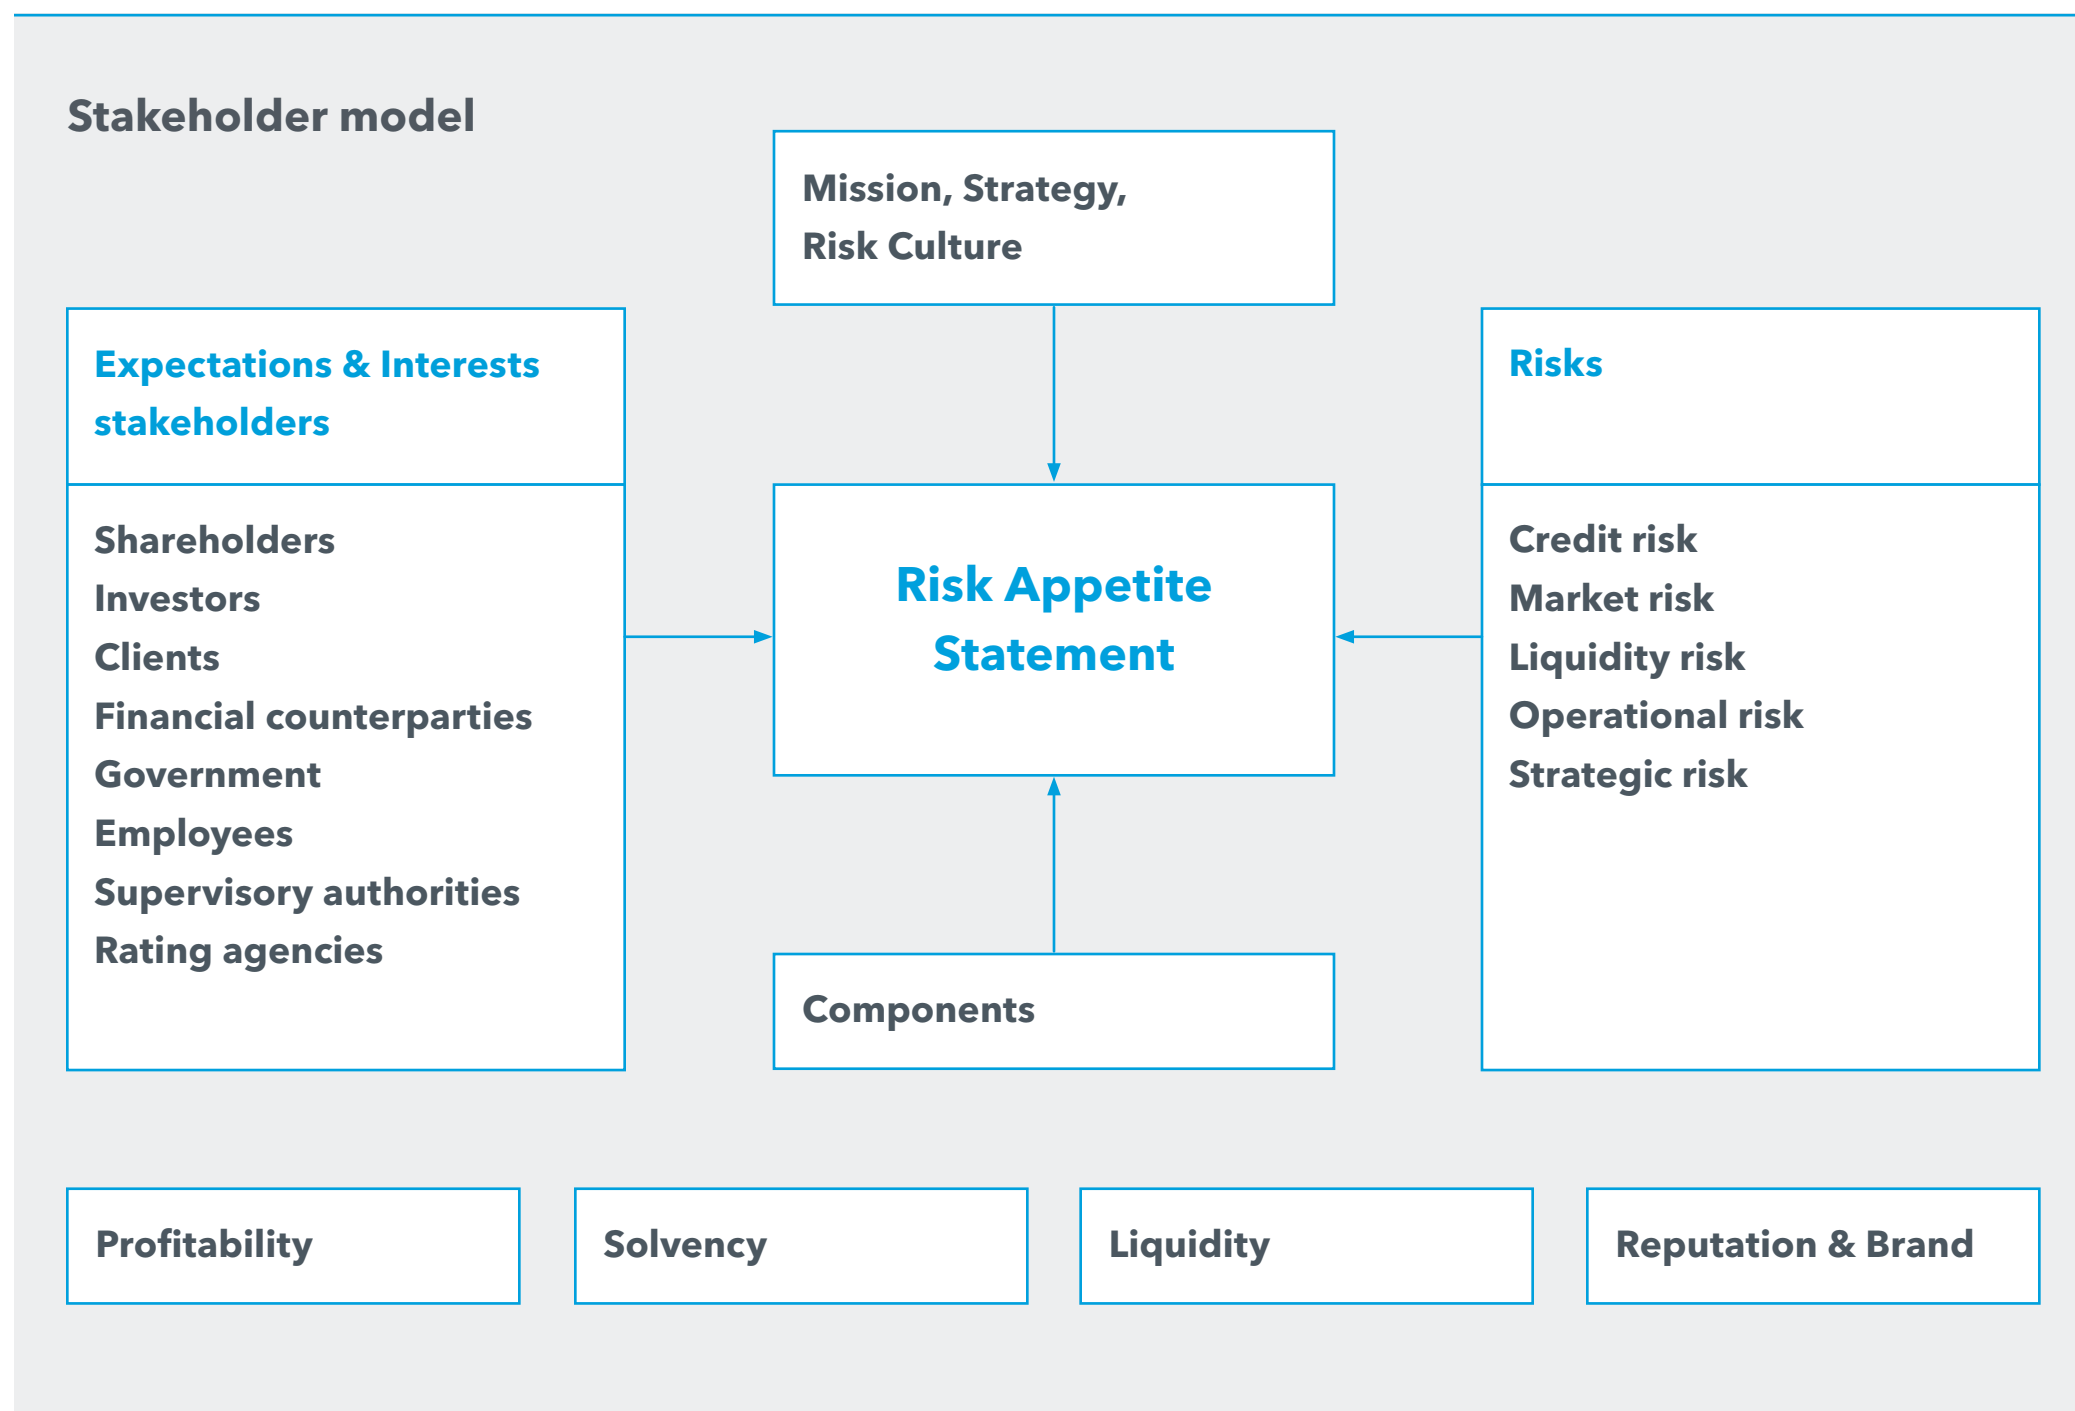 Stakeholder model
Mission, Strategy,
Risk Culture
Expectations & Interests
stakeholders
Shareholders
Investors
Clients
Financial counterparties
Government
Employees
Supervisory authorities
Rating agencies
Risk Appetite
Statement
Risks
Credit risk
Market risk
Liquidity risk
Operational risk
Strategic risk
Components
Profitability
Solvency
Liquidity
Reputation & Brand